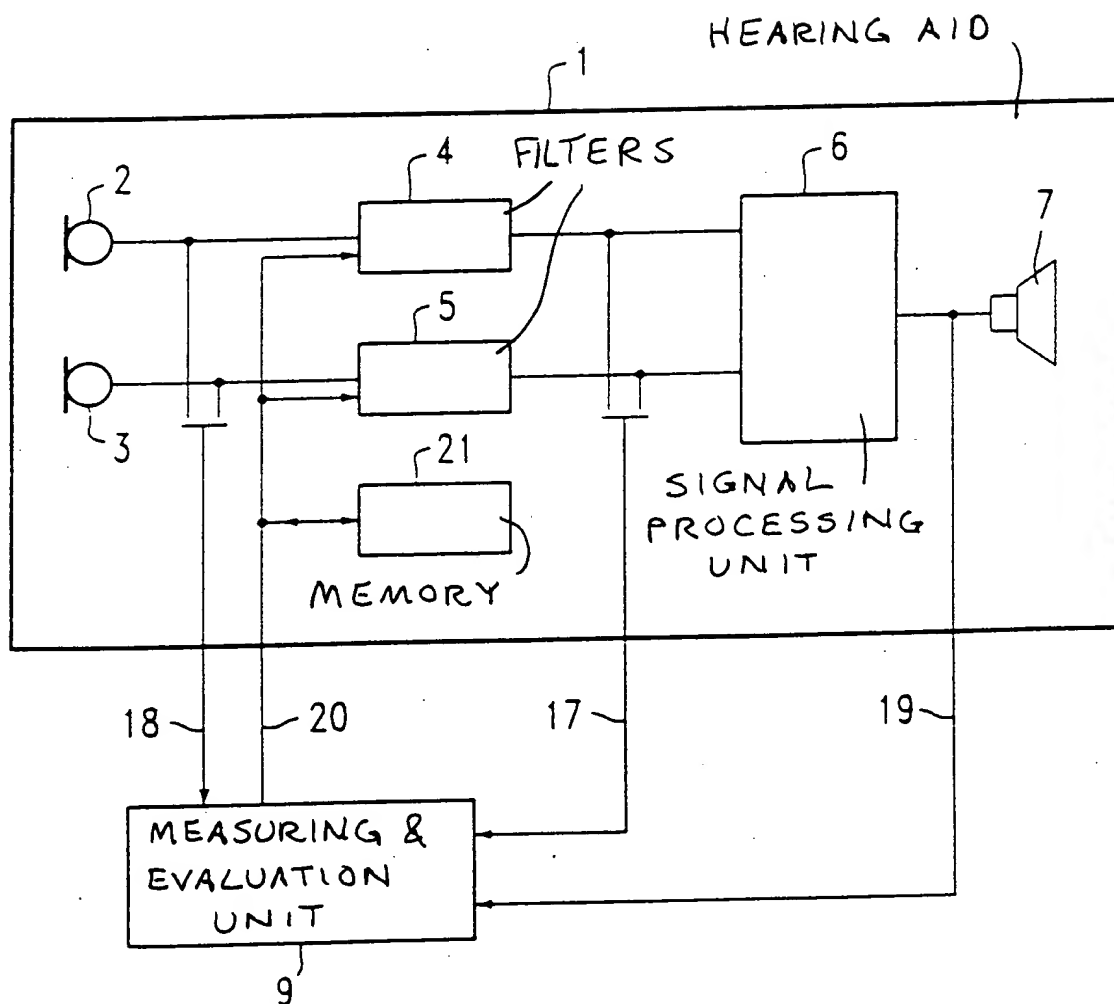 HEARING AID
1
2
4
FILTERS
6
7
5
3
21
SIGNAL
PROCESSING
UNIT
MEMORY
18
20
17
19
MEASURING &
EVALUATION
UNIT
9